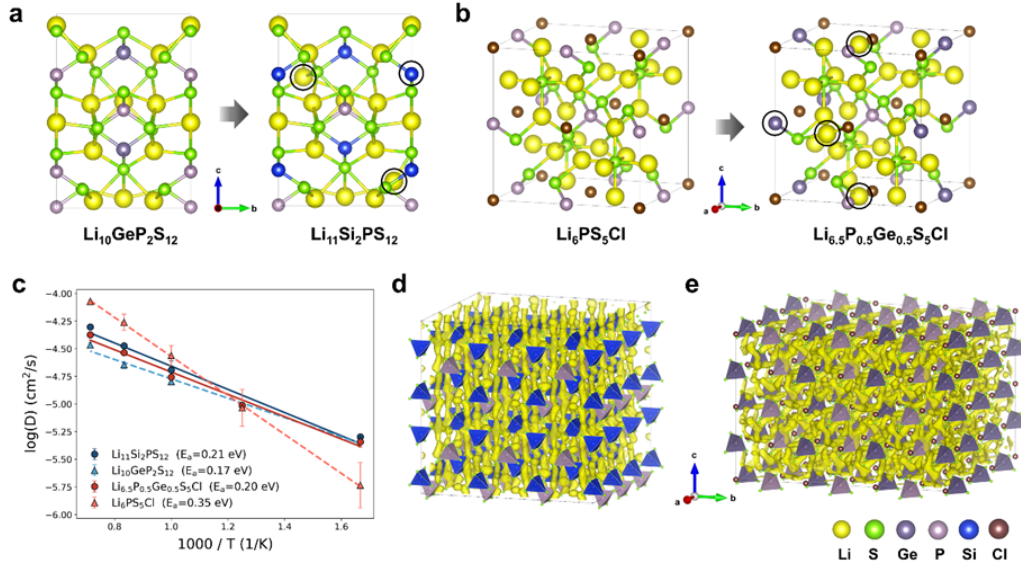 a
b
c
b
c
a
b
Li₁₀GeP₂S₁₂
Li₁₁Si₂PS₁₂
Li₆PS₅Cl
Li₆.₅P₀.₅Ge₀.₅S₅Cl
c
d
e
−4.00
−4.25
−4.50
−4.75
−5.00
−5.25
−5.50
−5.75
−6.00
log(D) (cm²/s)
Li₁₁Si₂PS₁₂ (Eₐ=0.21 eV)
Li₁₀GeP₂S₁₂ (Eₐ=0.17 eV)
Li₆.₅P₀.₅Ge₀.₅S₅Cl (Eₐ=0.20 eV)
Li₆PS₅Cl (Eₐ=0.35 eV)
0.8 1.0 1.2 1.4 1.6
1000 / T (1/K)
c
a
b
Li S Ge P Si Cl